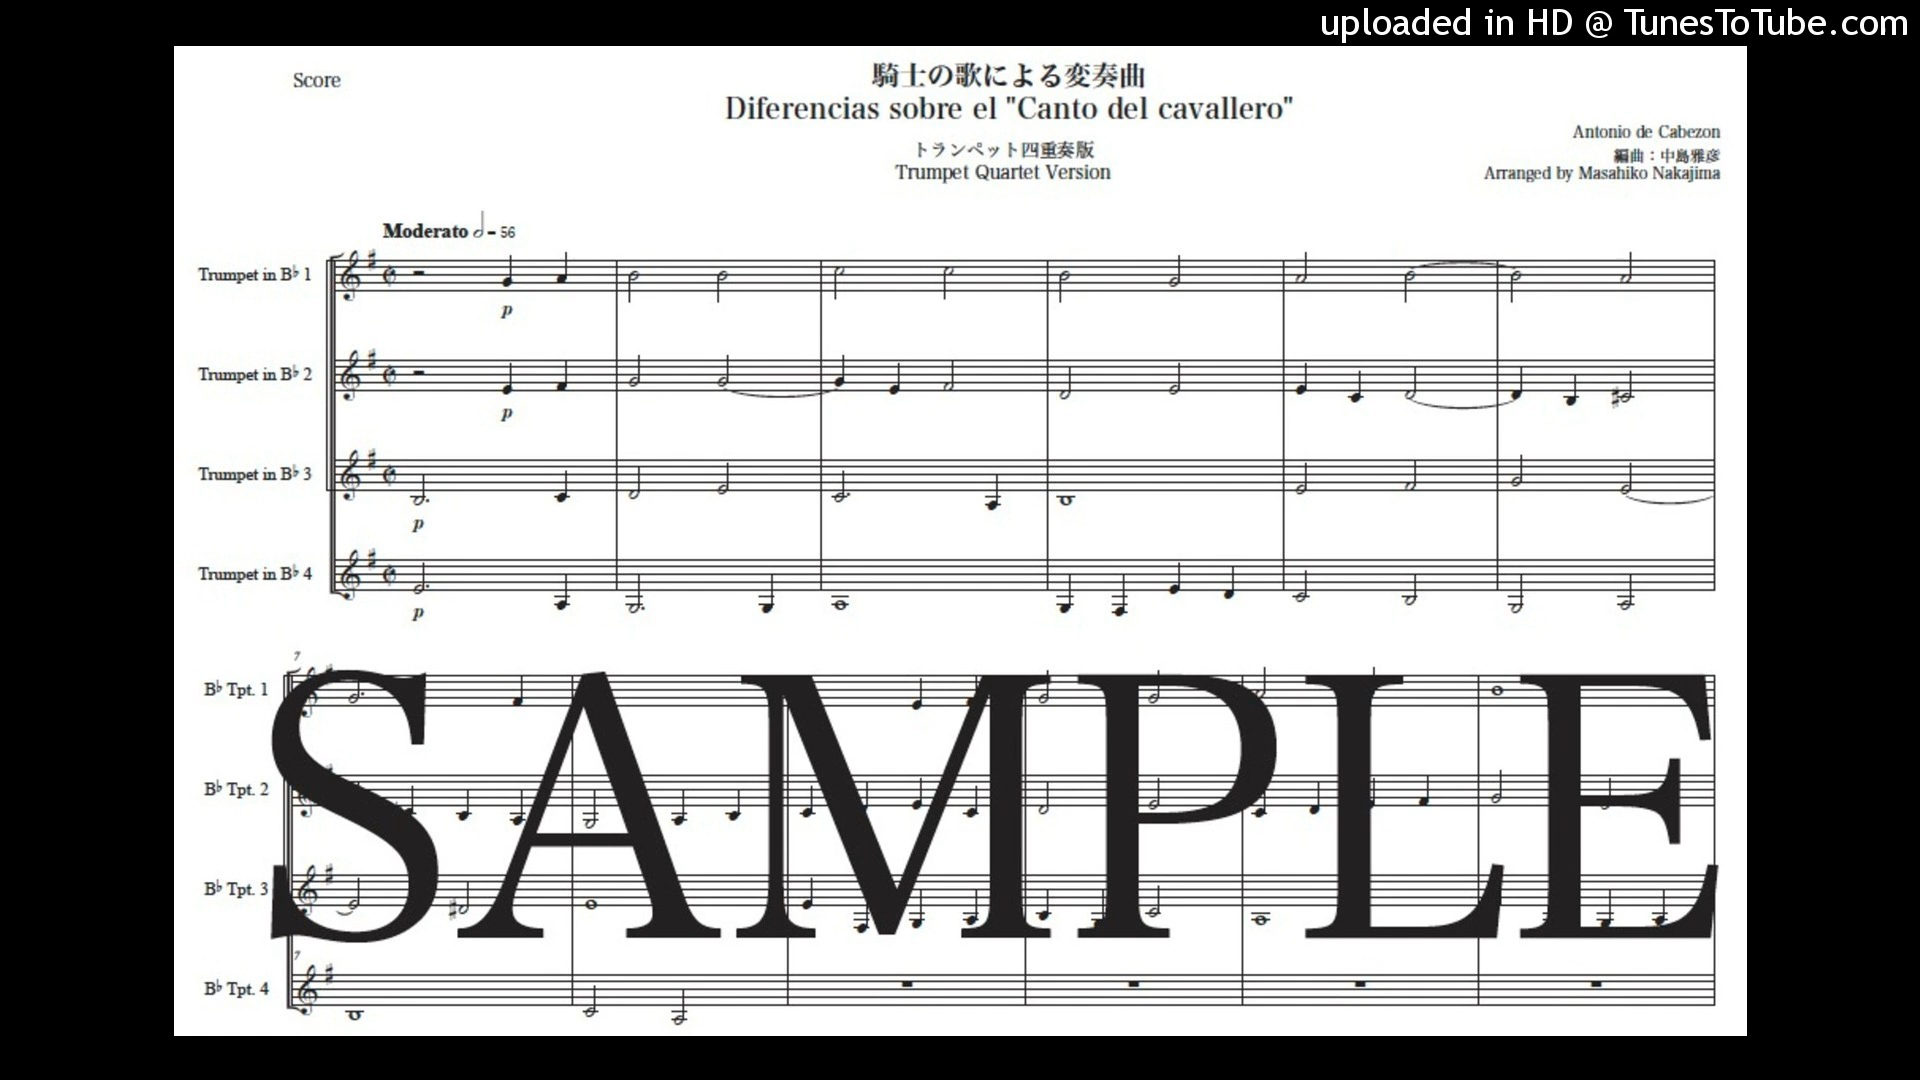 uploaded in HD @ TunesToTube.com
Score
騎士の歌による変奏曲
Diferencias sobre el "Canto del cavallero"
トランペット四重奏版
Trumpet Quartet Version
Antonio de Cabezon
編曲：中島雅彦
Arranged by Masahiko Nakajima
Moderato 𝅗𝅥 = 56
Trumpet in B♭ 1
p
Trumpet in B♭ 2
p
Trumpet in B♭ 3
p
Trumpet in B♭ 4
p
7
B♭ Tpt. 1
B♭ Tpt. 2
B♭ Tpt. 3
7
B♭ Tpt. 4
SAMPLE